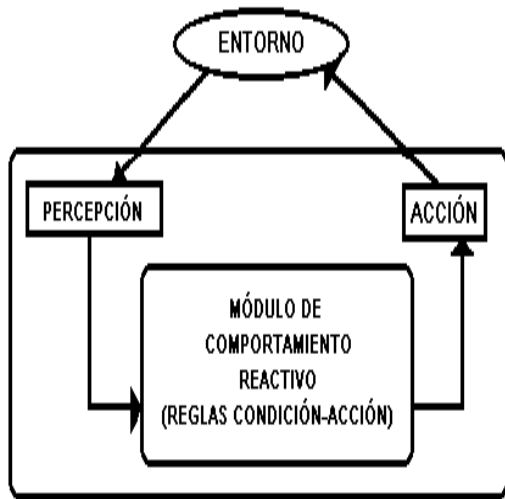 ENTORNO
PERCEPCIÓN
ACCIÓN
MÓDULO DE
COMPORTAMIENTO
REACTIVO
(REGLAS CONDICIÓN-ACCIÓN)